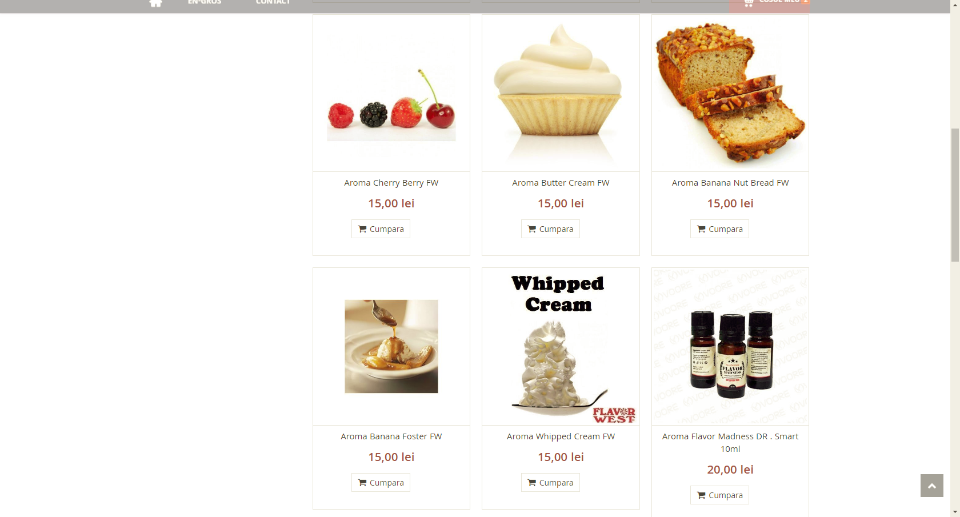 EN-GROS
CONTACT
Aroma Cherry Berry FW
15,00 lei
Cumpara
Aroma Butter Cream FW
15,00 lei
Cumpara
Aroma Banana Nut Bread FW
15,00 lei
Cumpara
Aroma Banana Foster FW
15,00 lei
Cumpara
Whipped
Cream
FLAVOR
WEST
Aroma Whipped Cream FW
15,00 lei
Cumpara
FLAVOR
MADNESS
Aroma Flavor Madness DR . Smart
10ml
20,00 lei
Cumpara